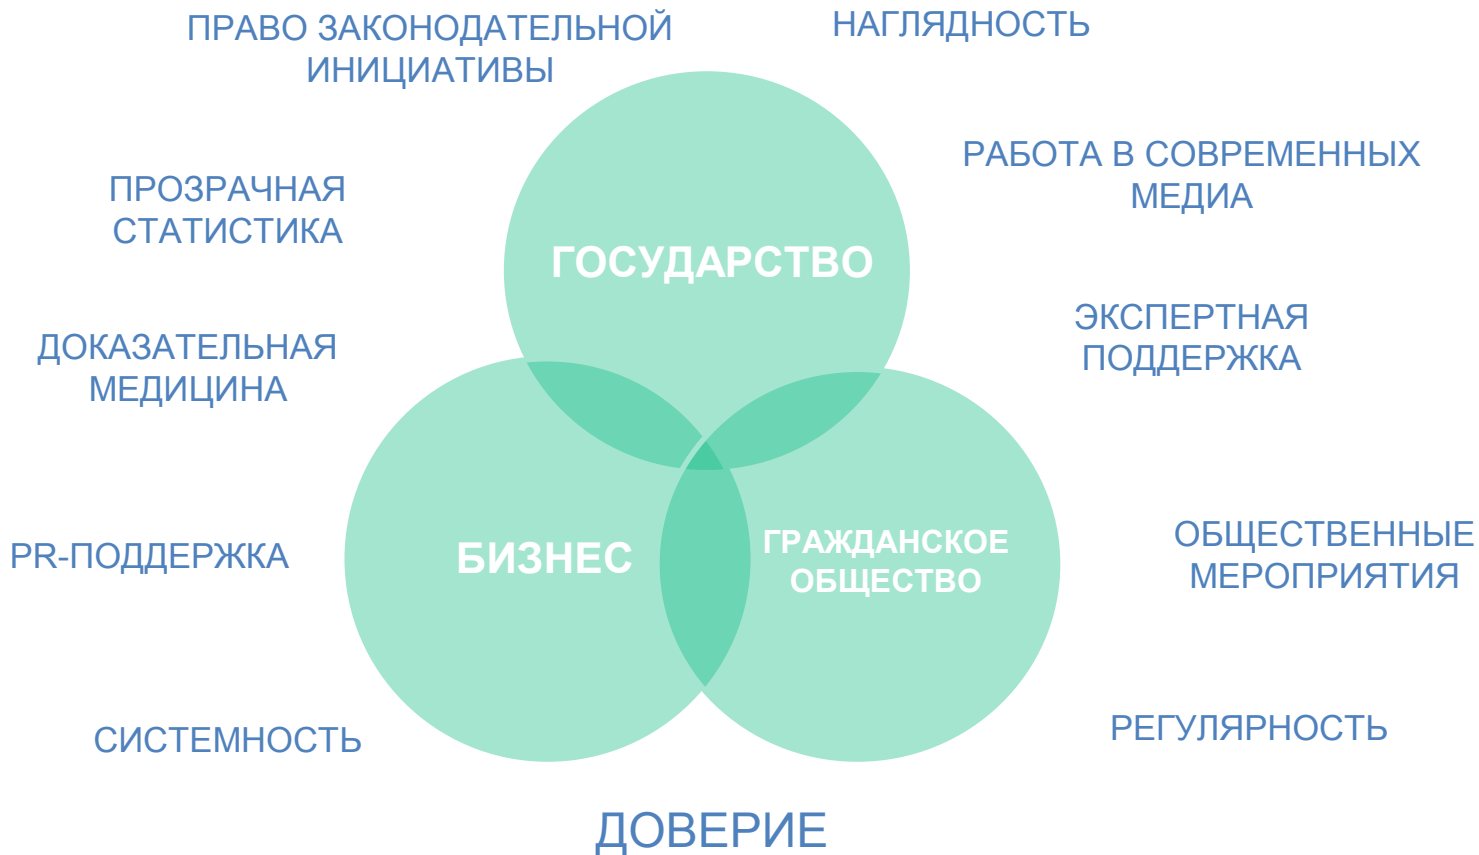 ПРАВО ЗАКОНОДАТЕЛЬНОЙ
ИНИЦИАТИВЫ
НАГЛЯДНОСТЬ
РАБОТА В СОВРЕМЕННЫХ
МЕДИА
ПРОЗРАЧНАЯ
СТАТИСТИКА
ГОСУДАРСТВО
ЭКСПЕРТНАЯ
ПОДДЕРЖКА
ДОКАЗАТЕЛЬНАЯ
МЕДИЦИНА
PR-ПОДДЕРЖКА
БИЗНЕС
ГРАЖДАНСКОЕ
ОБЩЕСТВО
ОБЩЕСТВЕННЫЕ
МЕРОПРИЯТИЯ
СИСТЕМНОСТЬ
РЕГУЛЯРНОСТЬ
ДОВЕРИЕ